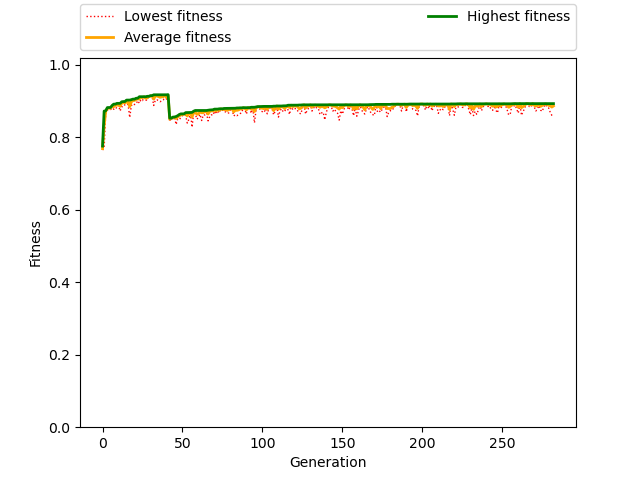 Lowest fitness
Average fitness
Highest fitness
1.0
0.8
0.6
0.4
0.2
0.0
Fitness
0 50 100 150 200 250
Generation